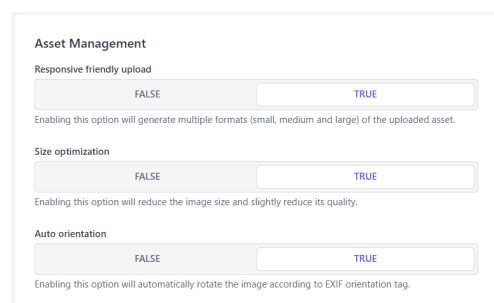 Asset Management
Responsive friendly upload
FALSE TRUE
Enabling this option will generate multiple formats (small, medium and large) of the uploaded asset.
Size optimization
FALSE TRUE
Enabling this option will reduce the image size and slightly reduce its quality.
Auto orientation
FALSE TRUE
Enabling this option will automatically rotate the image according to EXIF orientation tag.